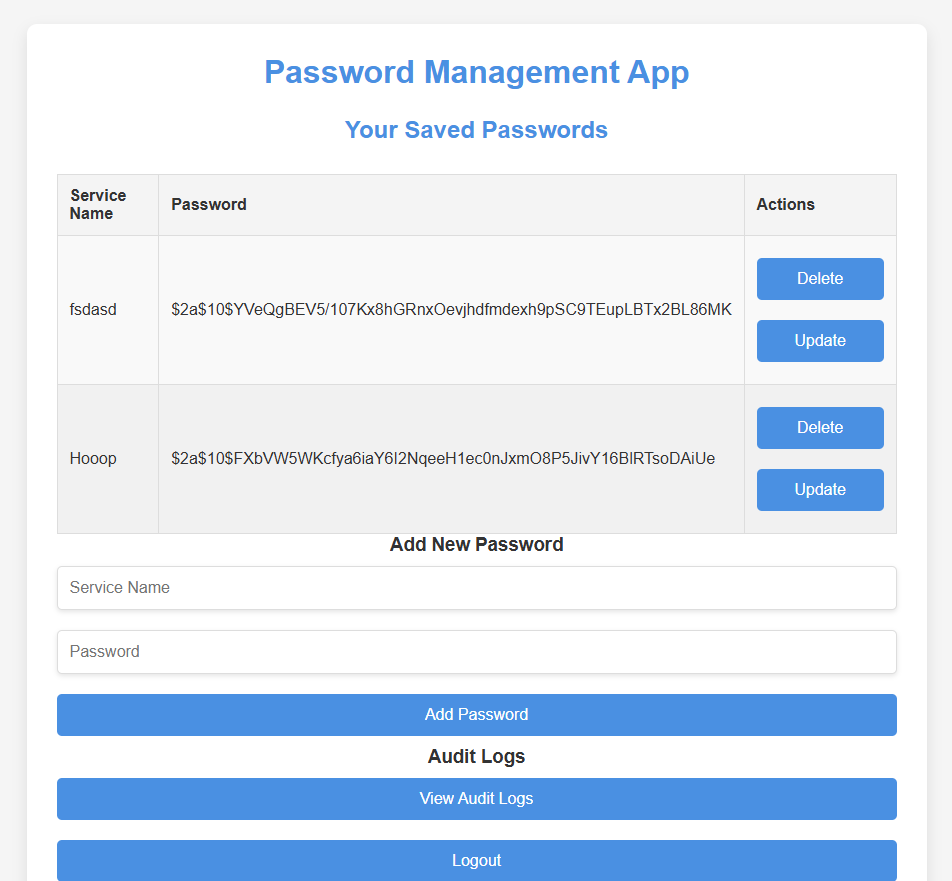 Password Management App
Your Saved Passwords
Service
Name
Password
Actions
fsdasd
$2a$10$YVeQgBEV5/107Kx8hGRnxOevjhdfmdexh9pSC9TEupLBTx2BL86MK
Delete
Update
Hooop
$2a$10$FXbVW5WKcfya6iaY6I2NqeeH1ec0nJxmO8P5JivY16BlRTsoDAiUe
Delete
Update
Add New Password
Service Name
Password
Add Password
Audit Logs
View Audit Logs
Logout